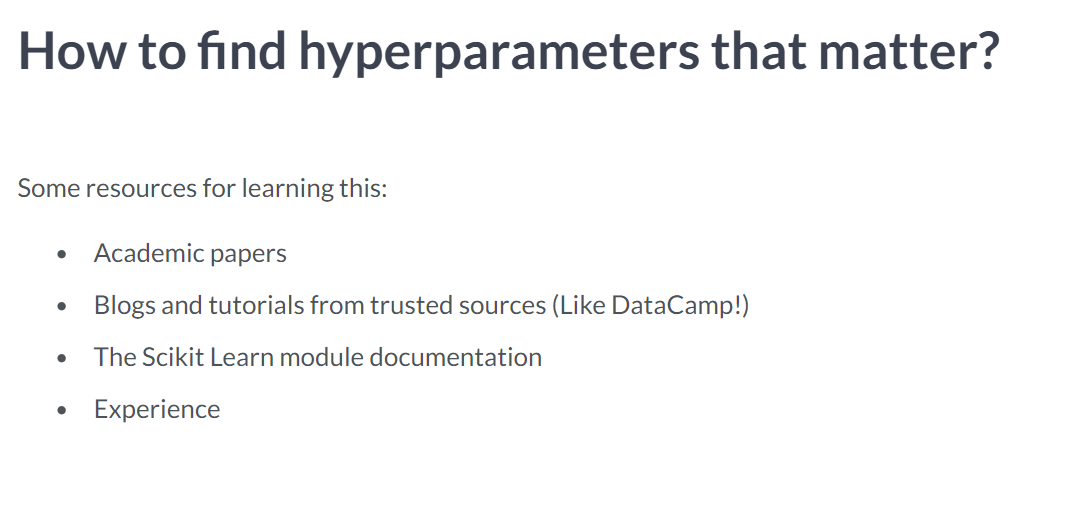 How to find hyperparameters that matter?
Some resources for learning this:
• Academic papers
• Blogs and tutorials from trusted sources (Like DataCamp!)
• The Scikit Learn module documentation
• Experience